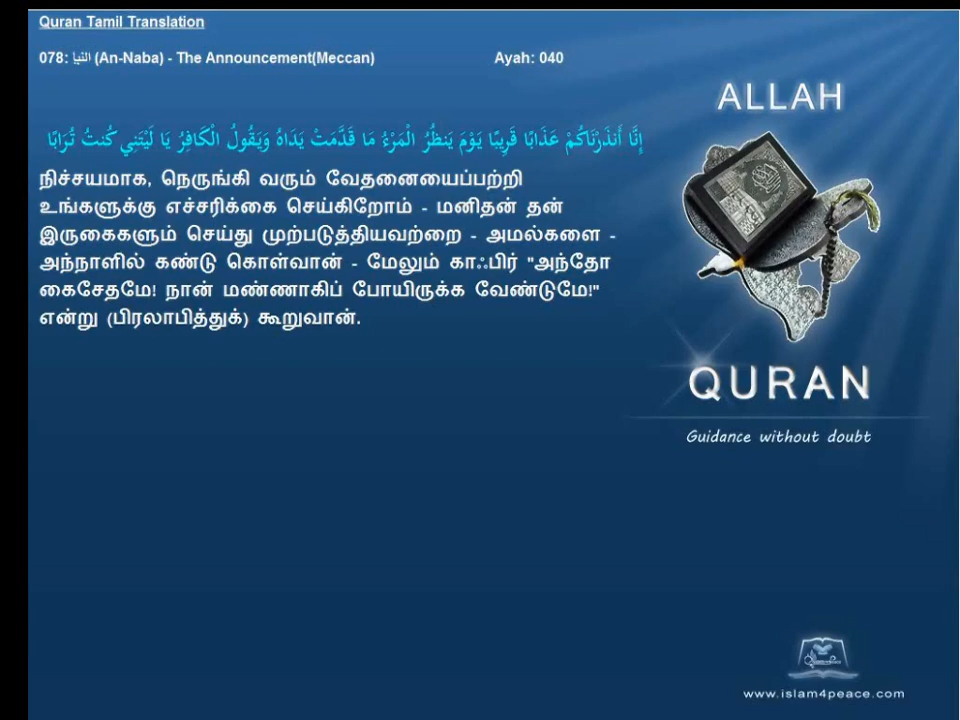 Quran Tamil Translation
078: النبإ (An-Naba) - The Announcement(Meccan) Ayah: 040
إِنَّا أَنذَرْنَاكُمْ عَذَابًا قَرِيبًا يَوْمَ يَنظُرُ الْمَرْءُ مَا قَدَّمَتْ يَدَاهُ وَيَقُولُ الْكَافِرُ يَا لَيْتَنِي كُنتُ تُرَابًا
நிச்சயமாக, நெருங்கி வரும் வேதனையைப்பற்றி
உங்களுக்கு எச்சரிக்கை செய்கிறோம் - மனிதன் தன்
இருகைகளும் செய்து முற்படுத்தியவற்றை - அமல்களை -
அந்நாளில் கண்டு கொள்வான் - மேலும் காஃபிர் "அந்தோ
கைசேதமே! நான் மண்ணாகிப் போயிருக்க வேண்டுமே!"
என்று (பிரலாபித்துக்) கூறுவான்.
ALLAH
QURAN
Guidance without doubt
www.islam4peace.com